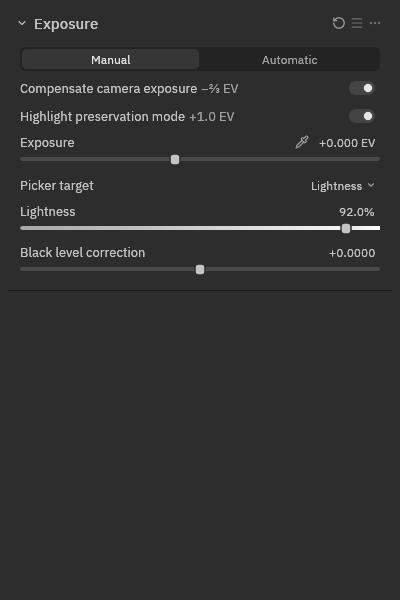 Exposure
Manual Automatic
Compensate camera exposure −⅔ EV
Highlight preservation mode +1.0 EV
Exposure +0.000 EV
Picker target Lightness
Lightness 92.0%
Black level correction +0.0000